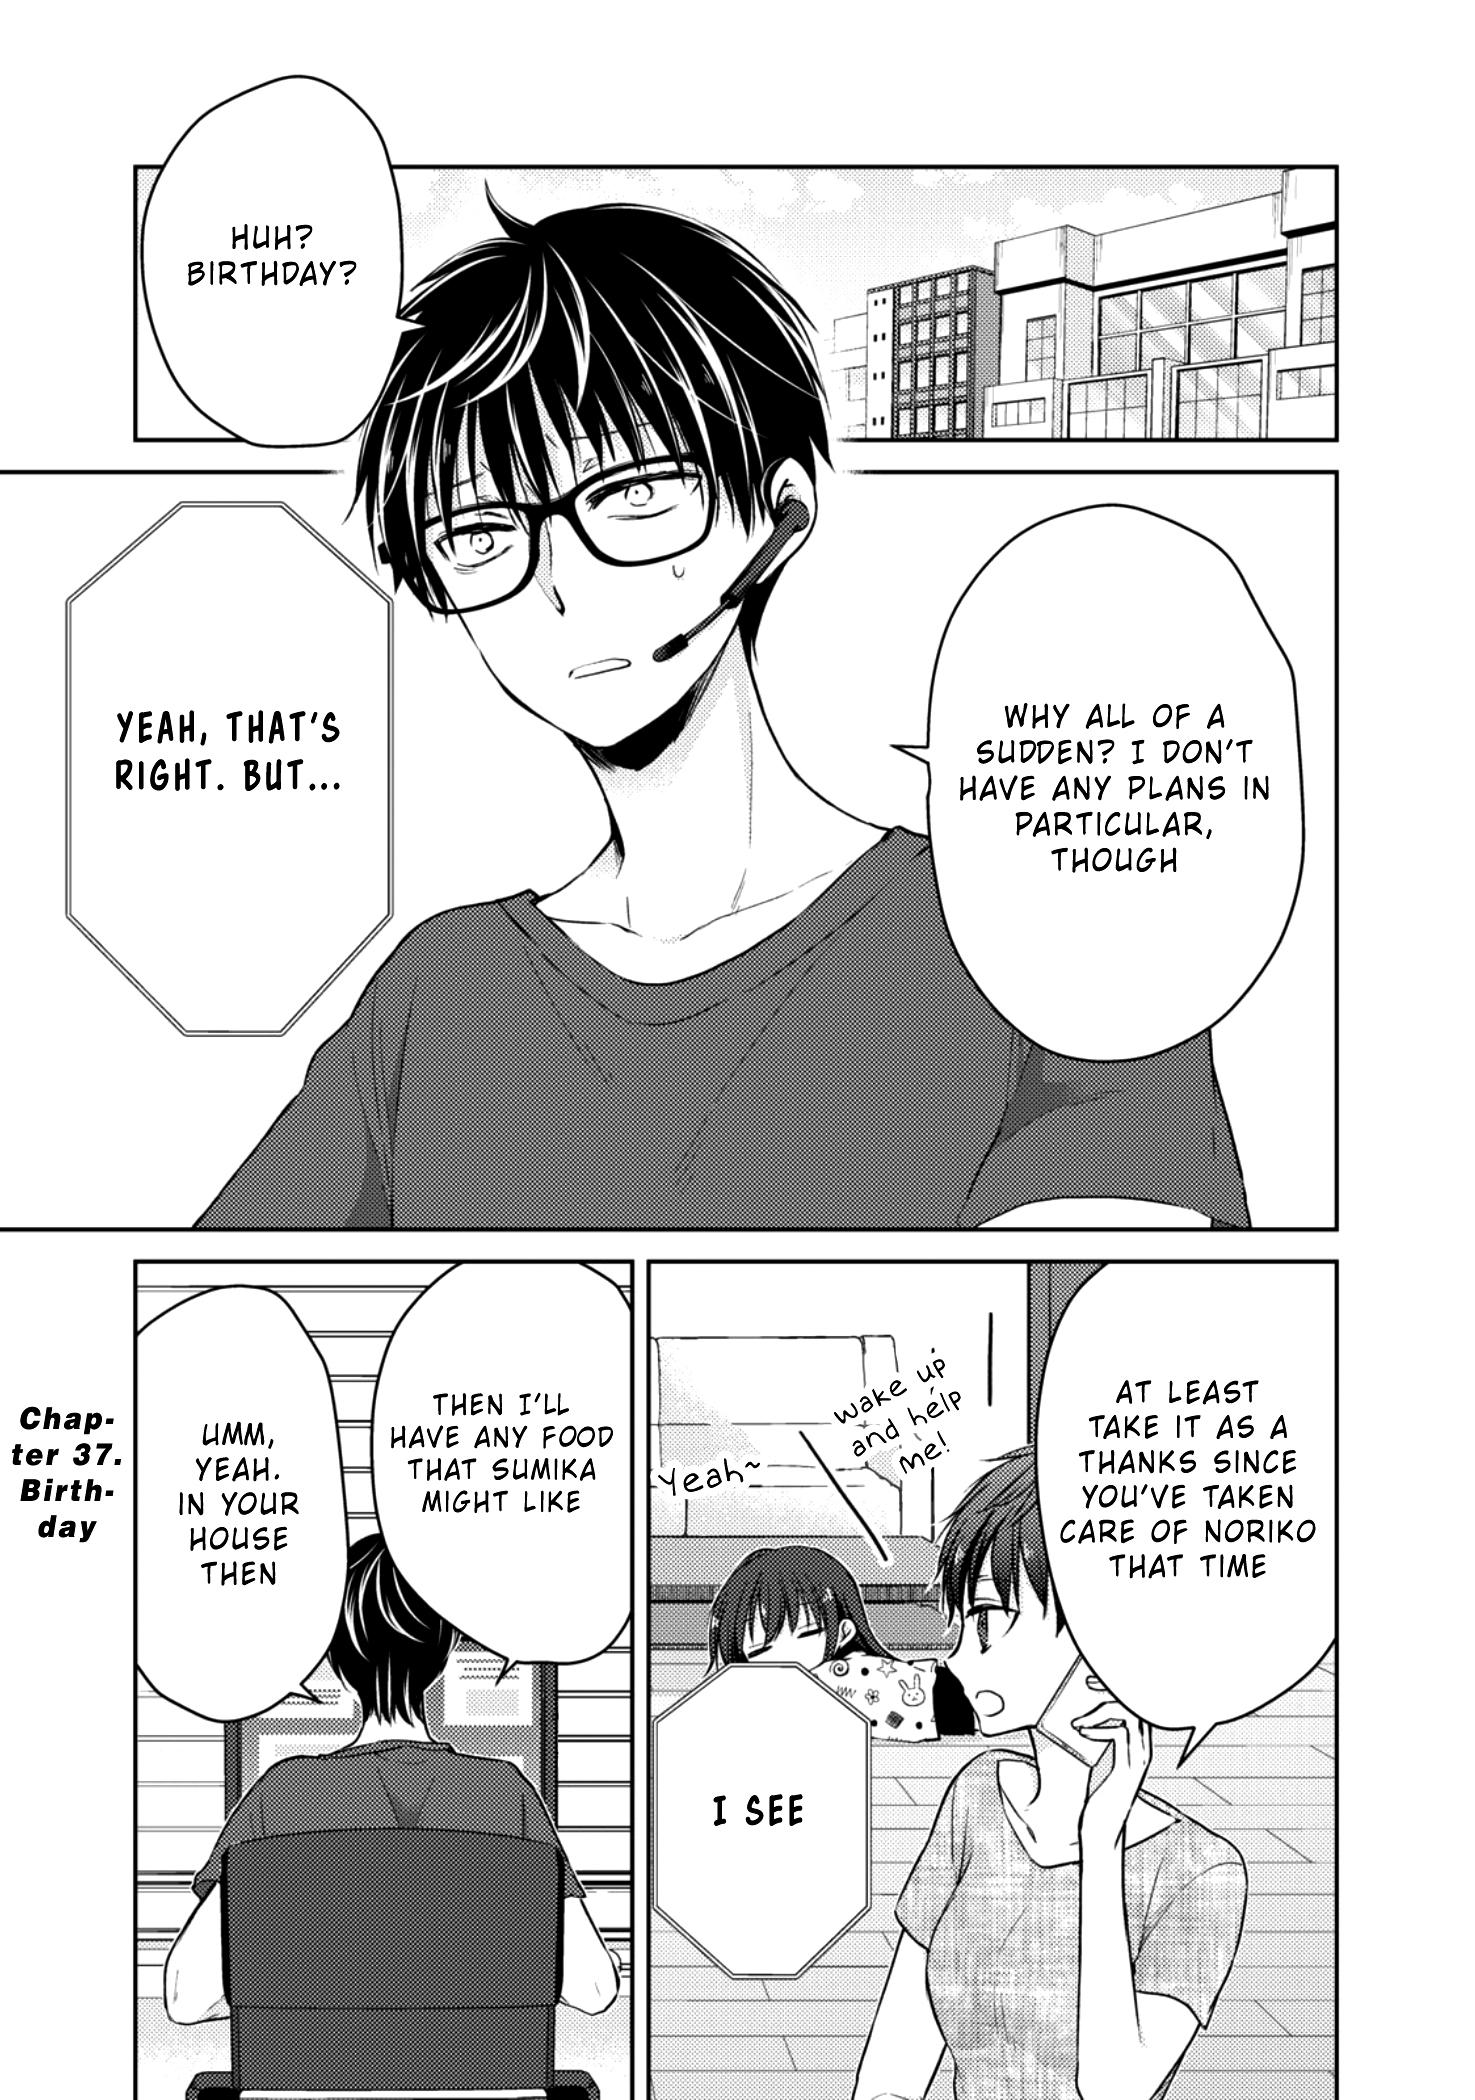 HUH?
BIRTHDAY?
WHY ALL OF A
SUDDEN? I DON'T
HAVE ANY PLANS IN
PARTICULAR,
THOUGH
YEAH, THAT'S
RIGHT. BUT...
AT LEAST
TAKE IT AS A
THANKS SINCE
YOU'VE TAKEN
CARE OF NORIKO
THAT TIME
wake up
and help
me!
Yeah~
I SEE
THEN I'LL
HAVE ANY FOOD
THAT SUMIKA
MIGHT LIKE
UMM,
YEAH.
IN YOUR
HOUSE
THEN
Chap-
ter 37.
Birth-
day